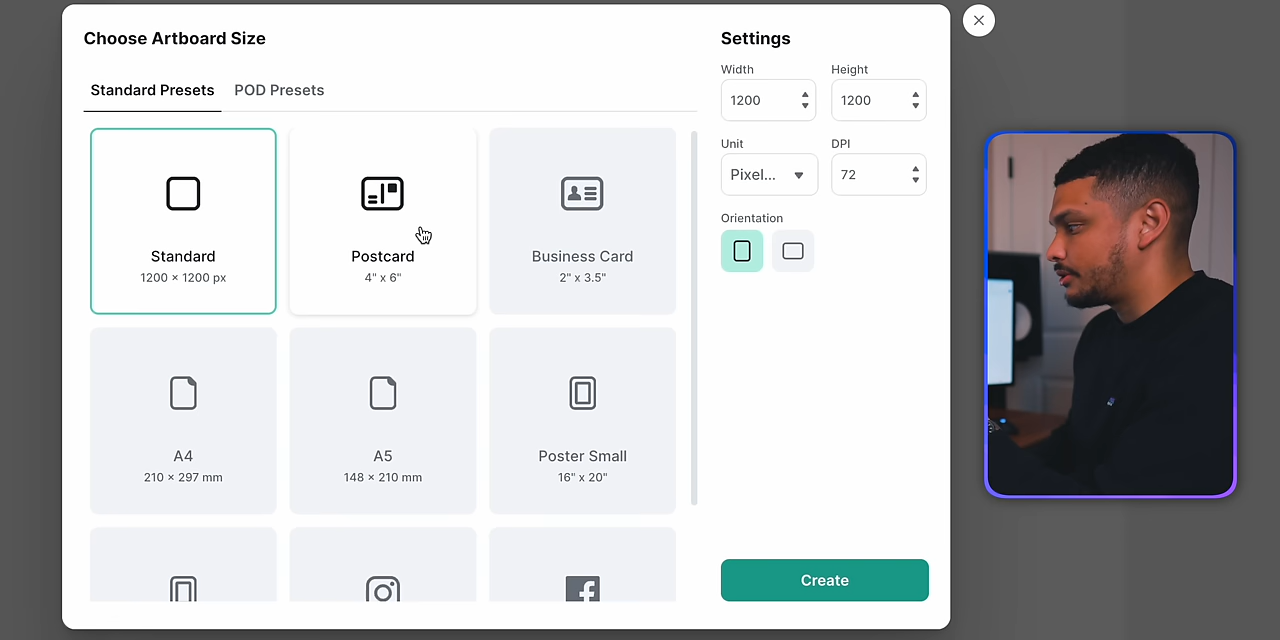 Choose Artboard Size
Standard Presets
POD Presets
Standard
1200 × 1200 px
Postcard
4" x 6"
Business Card
2" x 3.5"
A4
210 × 297 mm
A5
148 × 210 mm
Poster Small
16" x 20"
Settings
Width
Height
1200
1200
Unit
DPI
Pixel...
72
Orientation
Create